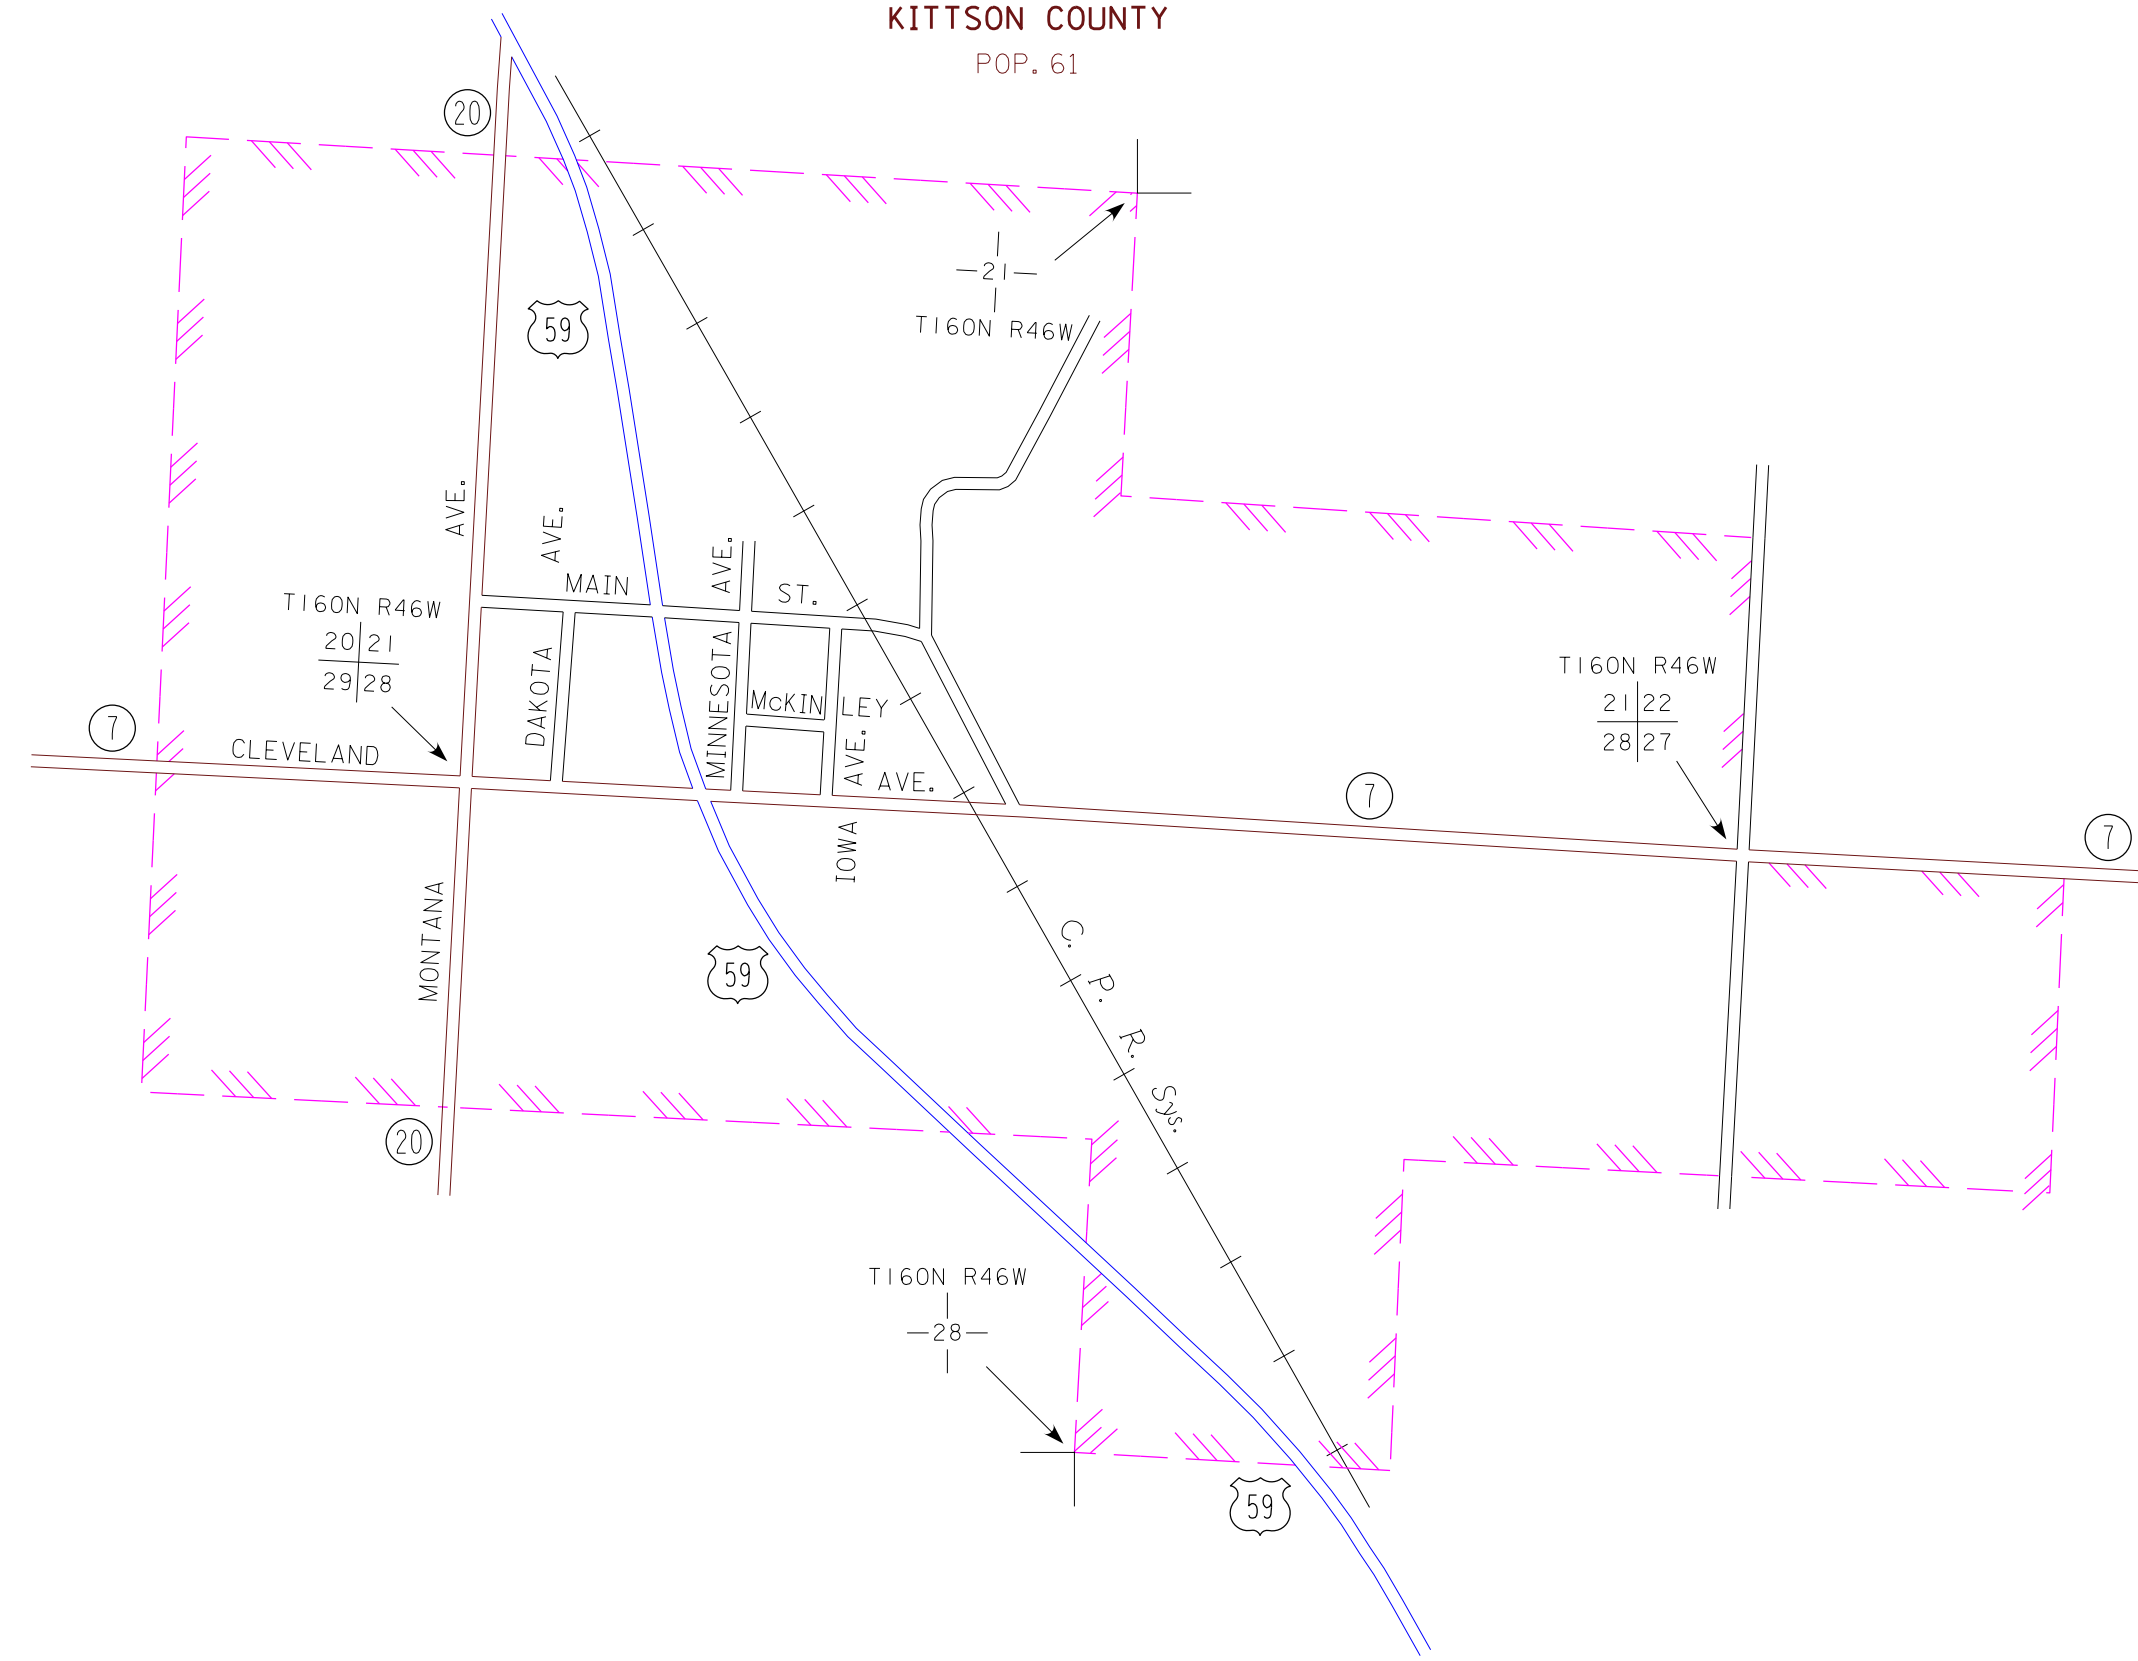 KITTSON COUNTY
POP. 61
20
21
T160N R46W
59
AVE.
AVE.
AVE.
MAIN
ST.
T160N R46W
20 21
29 28
DAKOTA
MINNESOTA
McKINLEY
AVE.
T160N R46W
21 22
28 27
7
CLEVELAND
AVE.
7
7
IOWA
MONTANA
59
C. P. R. Sys.
20
T160N R46W
28
59